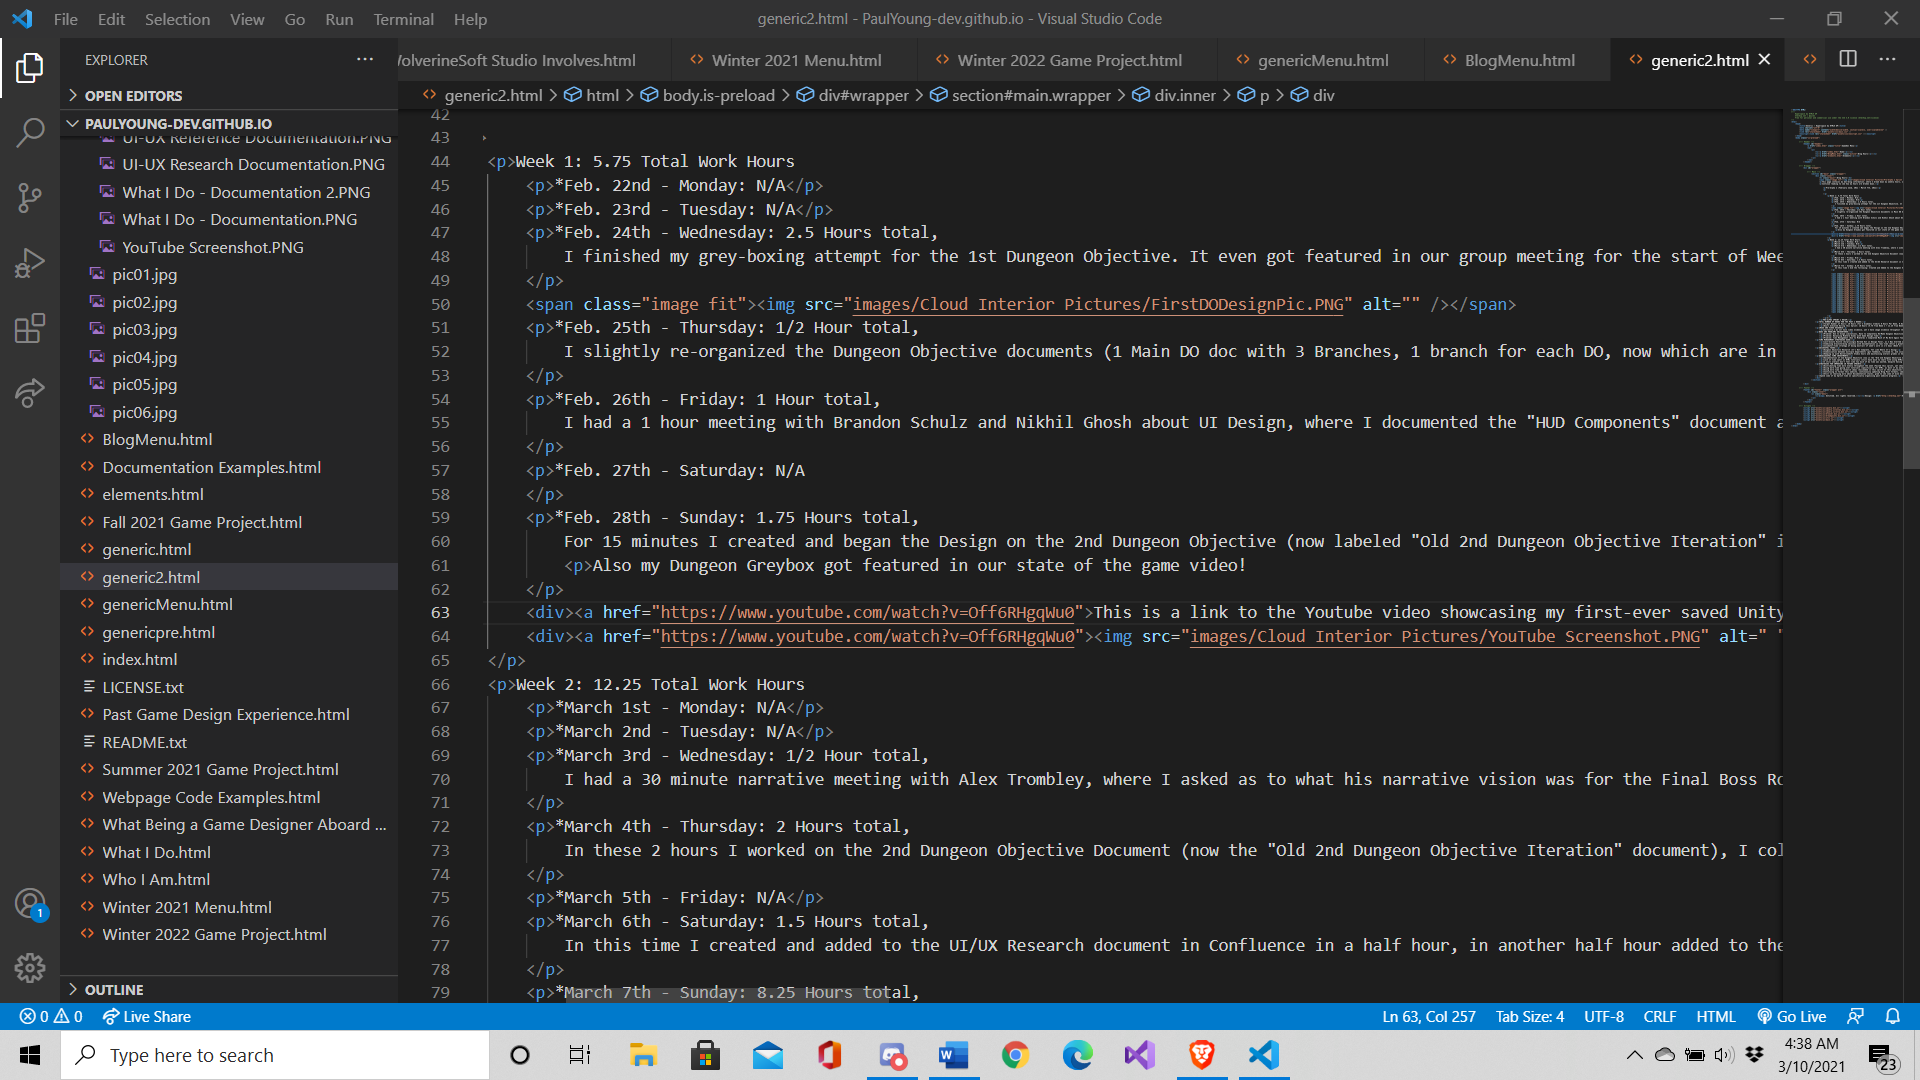 File Edit Selection View Go Run Terminal Help
generic2.html - PaulYoung-dev.github.io - Visual Studio Code
EXPLORER
WolverineSoft Studio Involves.html
Winter 2021 Menu.html
Winter 2022 Game Project.html
genericMenu.html
BlogMenu.html
generic2.html
OPEN EDITORS
generic2.html > html > body.is-preload > div#wrapper > section#main.wrapper > div.inner > p > div
PAULYOUNG-DEV.GITHUB.IO
UI-UX Reference Documentation.PNG
UI-UX Research Documentation.PNG
What I Do - Documentation 2.PNG
What I Do - Documentation.PNG
YouTube Screenshot.PNG
pic01.jpg
pic02.jpg
pic03.jpg
pic04.jpg
pic05.jpg
pic06.jpg
BlogMenu.html
Documentation Examples.html
elements.html
Fall 2021 Game Project.html
generic.html
generic2.html
genericMenu.html
genericpre.html
index.html
LICENSE.txt
Past Game Design Experience.html
README.txt
Summer 2021 Game Project.html
Webpage Code Examples.html
What Being a Game Designer Aboard ...
What I Do.html
Who I Am.html
Winter 2021 Menu.html
Winter 2022 Game Project.html
OUTLINE
42
43
44 <p>Week 1: 5.75 Total Work Hours
45 <p>*Feb. 22nd - Monday: N/A</p>
46 <p>*Feb. 23rd - Tuesday: N/A</p>
47 <p>*Feb. 24th - Wednesday: 2.5 Hours total,
48 I finished my grey-boxing attempt for the 1st Dungeon Objective. It even got featured in our group meeting for the start of Wee
49 </p>
50 <span class="image fit"><img src="images/Cloud Interior Pictures/FirstDODesignPic.PNG" alt="" /></span>
51 <p>*Feb. 25th - Thursday: 1/2 Hour total,
52 I slightly re-organized the Dungeon Objective documents (1 Main DO doc with 3 Branches, 1 branch for each DO, now which are in
53 </p>
54 <p>*Feb. 26th - Friday: 1 Hour total,
55 I had a 1 hour meeting with Brandon Schulz and Nikhil Ghosh about UI Design, where I documented the "HUD Components" document a
56 </p>
57 <p>*Feb. 27th - Saturday: N/A
58 </p>
59 <p>*Feb. 28th - Sunday: 1.75 Hours total,
60 For 15 minutes I created and began the Design on the 2nd Dungeon Objective (now labeled "Old 2nd Dungeon Objective Iteration" i
61 <p>Also my Dungeon Greybox got featured in our state of the game video!
62 </p>
63 <div><a href="https://www.youtube.com/watch?v=Off6RHgqWu0">This is a link to the Youtube video showcasing my first-ever saved Unity
64 <div><a href="https://www.youtube.com/watch?v=Off6RHgqWu0"><img src="images/Cloud Interior Pictures/YouTube Screenshot.PNG" alt=" "
65 </p>
66 <p>Week 2: 12.25 Total Work Hours
67 <p>*March 1st - Monday: N/A</p>
68 <p>*March 2nd - Tuesday: N/A</p>
69 <p>*March 3rd - Wednesday: 1/2 Hour total,
70 I had a 30 minute narrative meeting with Alex Trombley, where I asked as to what his narrative vision was for the Final Boss Ro
71 </p>
72 <p>*March 4th - Thursday: 2 Hours total,
73 In these 2 hours I worked on the 2nd Dungeon Objective Document (now the "Old 2nd Dungeon Objective Iteration" document), I col
74 </p>
75 <p>*March 5th - Friday: N/A</p>
76 <p>*March 6th - Saturday: 1.5 Hours total,
77 In this time I created and added to the UI/UX Research document in Confluence in a half hour, in another half hour added to the
78 </p>
79 <p>*March 7th - Sunday: 8.25 Hours total,
0 0 Live Share
Ln 63, Col 257 Tab Size: 4 UTF-8 CRLF HTML Go Live
1
Type here to search
4:38 AM
3/10/2021
23